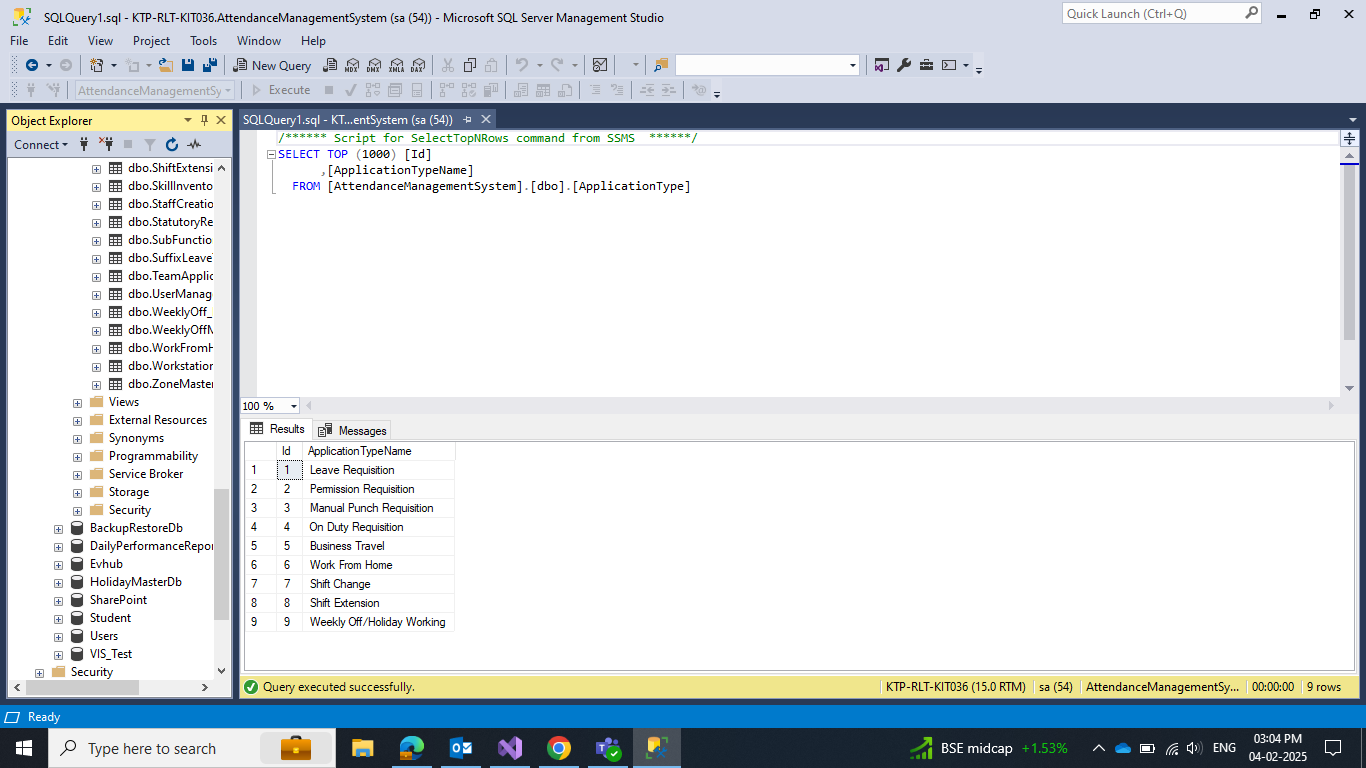 SQLQuery1.sql - KTP-RLT-KIT036.AttendanceManagementSystem (sa (54)) - Microsoft SQL Server Management Studio
Quick Launch (Ctrl+Q)
File Edit View Project Tools Window Help
New Query MDX DMX XMLA DAX
AttendanceManagementSy Execute
Object Explorer
Connect
dbo.ShiftExtensi
dbo.SkillInvento
dbo.StaffCreatio
dbo.StatutoryRe
dbo.SubFunctio
dbo.SuffixLeave
dbo.TeamApplic
dbo.UserManag
dbo.WeeklyOff_
dbo.WeeklyOffM
dbo.WorkFromH
dbo.Workstation
dbo.ZoneMaster
Views
External Resources
Synonyms
Programmability
Service Broker
Storage
Security
BackupRestoreDb
DailyPerformanceRepor
Evhub
HolidayMasterDb
SharePoint
Student
Users
VIS_Test
Security
SQLQuery1.sql - KT...entSystem (sa (54))
/****** Script for SelectTopNRows command from SSMS  ******/
SELECT TOP (1000) [Id]
,[ApplicationTypeName]
FROM [AttendanceManagementSystem].[dbo].[ApplicationType]
100 %
Results Messages
Id ApplicationTypeName
1 1 Leave Requisition
2 2 Permission Requisition
3 3 Manual Punch Requisition
4 4 On Duty Requisition
5 5 Business Travel
6 6 Work From Home
7 7 Shift Change
8 8 Shift Extension
9 9 Weekly Off/Holiday Working
Query executed successfully. KTP-RLT-KIT036 (15.0 RTM) sa (54) AttendanceManagementSy... 00:00:00 9 rows
Ready
Type here to search
BSE midcap +1.53%
ENG
03:04 PM
04-02-2025